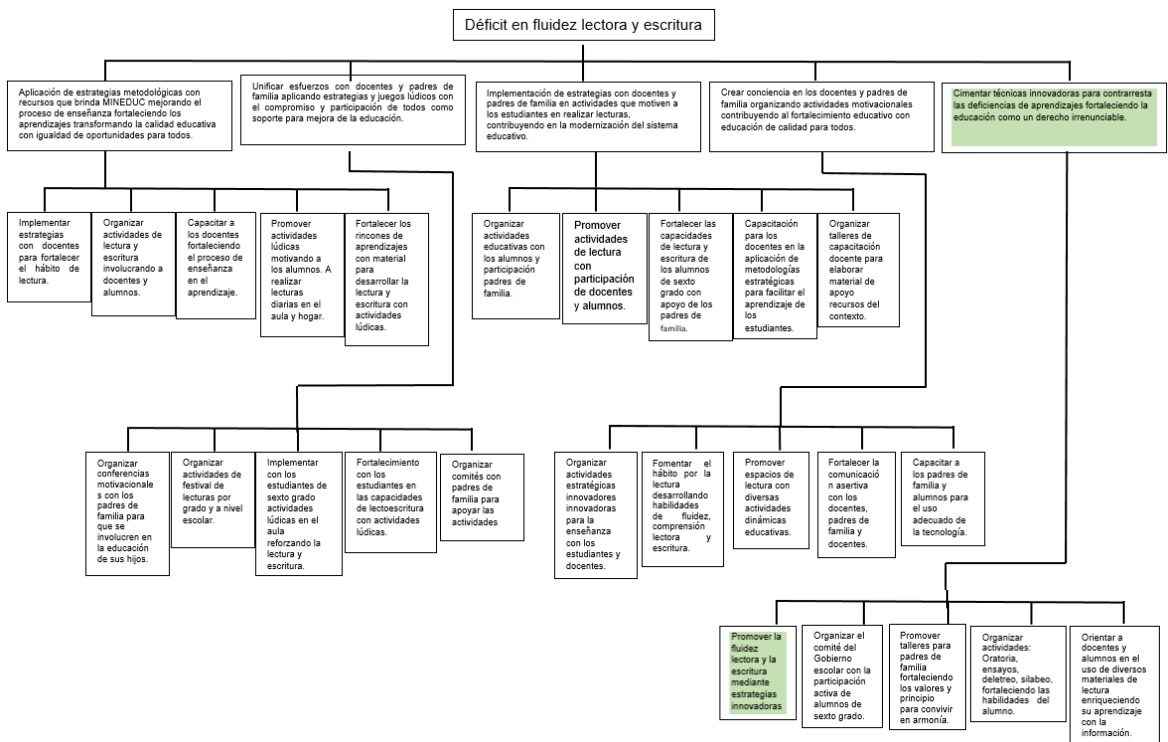 Déficit en fluidez lectora y escritura
Aplicación de estrategias metodológicas con
recursos que brinda MINEDUC mejorando el
proceso de enseñanza fortaleciendo los
aprendizajes transformando la calidad educativa
con igualdad de oportunidades para todos.
Unificar esfuerzos con docentes y padres de
familia aplicando estrategias y juegos lúdicos con
el compromiso y participación de todos como
soporte para mejora de la educación.
Implementación de estrategias con docentes y
padres de familia en actividades que motiven a
los estudiantes en realizar lecturas,
contribuyendo en la modernización del sistema
educativo.
Crear conciencia en los docentes y padres de
familia organizando actividades motivacionales
contribuyendo al fortalecimiento educativo con
educación de calidad para todos.
Cimentar técnicas innovadoras para contrarresta
las deficiencias de aprendizajes fortaleciendo la
educación como un derecho irrenunciable.
Implementar
estrategias
con docentes
para fortalecer
el hábito de
lectura.
Organizar
actividades de
lectura y
escritura
involucrando a
docentes y
alumnos.
Capacitar a
los docentes
fortaleciendo
el proceso de
enseñanza
en el
aprendizaje.
Promover
actividades
lúdicas
motivando a
los alumnos. A
realizar
lecturas
diarias en el
aula y hogar.
Fortalecer los
rincones de
aprendizajes
con material
para
desarrollar la
lectura y
escritura con
actividades
lúdicas.
Organizar
actividades
educativas con
los alumnos y
participación
padres de
familia.
Promover
actividades
de lectura
con
participación
de docentes
y alumnos.
Fortalecer las
capacidades
de lectura y
escritura de
los alumnos
de sexto
grado con
apoyo de los
padres de
familia.
Capacitación
para los
docentes en la
aplicación de
metodologías
estratégicas
para facilitar el
aprendizaje de
los
estudiantes.
Organizar
talleres de
capacitación
docente para
elaborar
material de
apoyo
recursos del
contexto.
Organizar
conferencias
motivacionale
s con los
padres de
familia para
que se
involucren en
la educación
de sus hijos.
Organizar
actividades de
festival de
lecturas por
grado y a nivel
escolar.
Implementar
con los
estudiantes de
sexto grado
actividades
lúdicas en el
aula
reforzando la
lectura y
escritura.
Fortalecimiento
con los
estudiantes en
las capacidades
de lectoescritura
con actividades
lúdicas.
Organizar
comités con
padres de
familia para
apoyar las
actividades
Organizar
actividades
estratégicas
innovadores
para la
enseñanza
con los
estudiantes y
docentes.
Fomentar el
hábito por la
lectura
desarrollando
habilidades
de fluidez,
comprensión
lectora y
escritura.
Promover
espacios de
lectura con
diversas
actividades
dinámicas
educativas.
Fortalecer la
comunicació
n asertiva
con los
docentes,
padres de
familia y
docentes.
Capacitar a
los padres de
familia y
alumnos para
el uso
adecuado de
la tecnología.
Promover la
fluidez
lectora y la
escritura
mediante
estrategias
innovadoras
Organizar el
comité del
Gobierno
escolar con la
participación
activa de
alumnos de
sexto grado.
Promover
talleres para
padres de
familia
fortaleciendo
los valores y
principio
para convivir
en armonía.
Organizar
actividades:
Oratoria,
ensayos,
deletreo, silabeo,
fortaleciendo las
habilidades del
alumno.
Orientar a
docentes y
alumnos en el
uso de diversos
materiales de
lectura
enriqueciendo
su aprendizaje
con la
información.